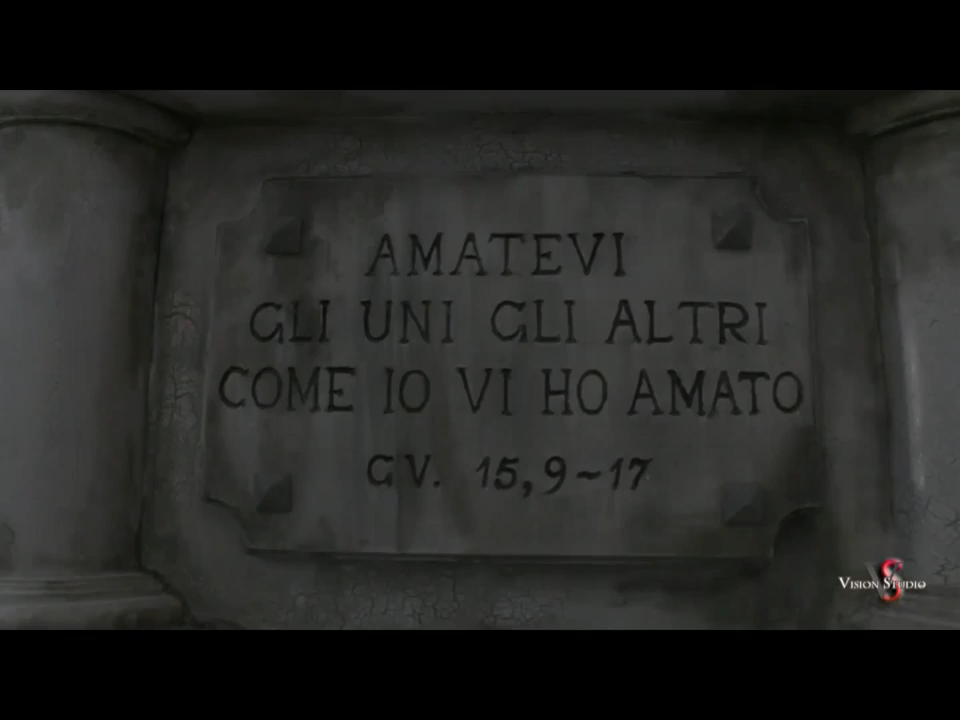 AMATEVI
GLI UNI GLI ALTRI
COME IO VI HO AMATO
GV. 15,9~17
VISION STUDIO